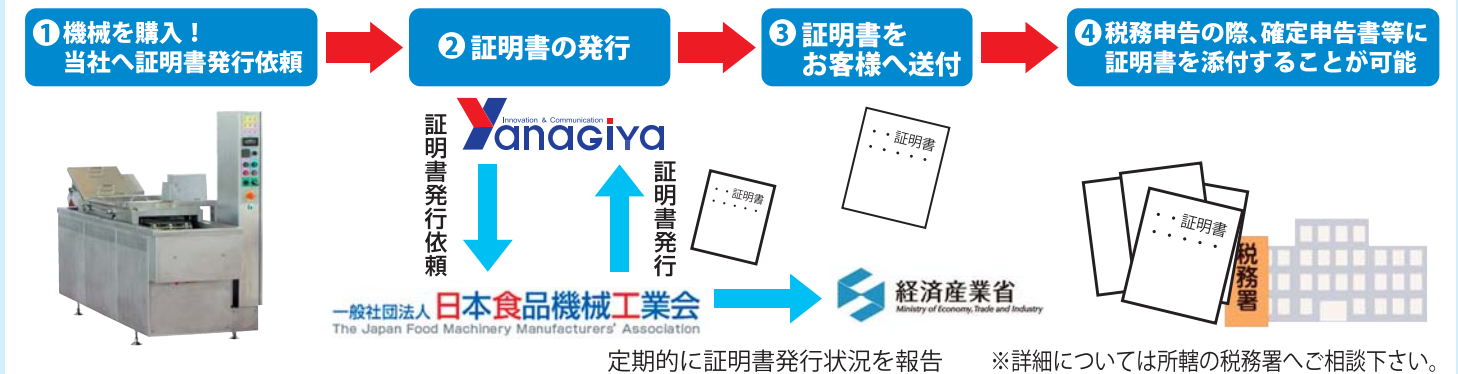 ❶機械を購入！
当社へ証明書発行依頼
❷証明書の発行
❸証明書を
お客様へ送付
❹税務申告の際、確定申告書等に
証明書を添付することが可能
証明書発行依頼
Innovation & Communication
Yanagiya
証明書発行
・・証明書
・・・・・
・・証明書
・・・・・
・・証明書
・・・・・
税務署
一般社団法人 日本食品機械工業会
The Japan Food Machinery Manufacturers' Association
経済産業省
Ministry of Economy, Trade and Industry
定期的に証明書発行状況を報告
※詳細については所轄の税務署へご相談下さい。